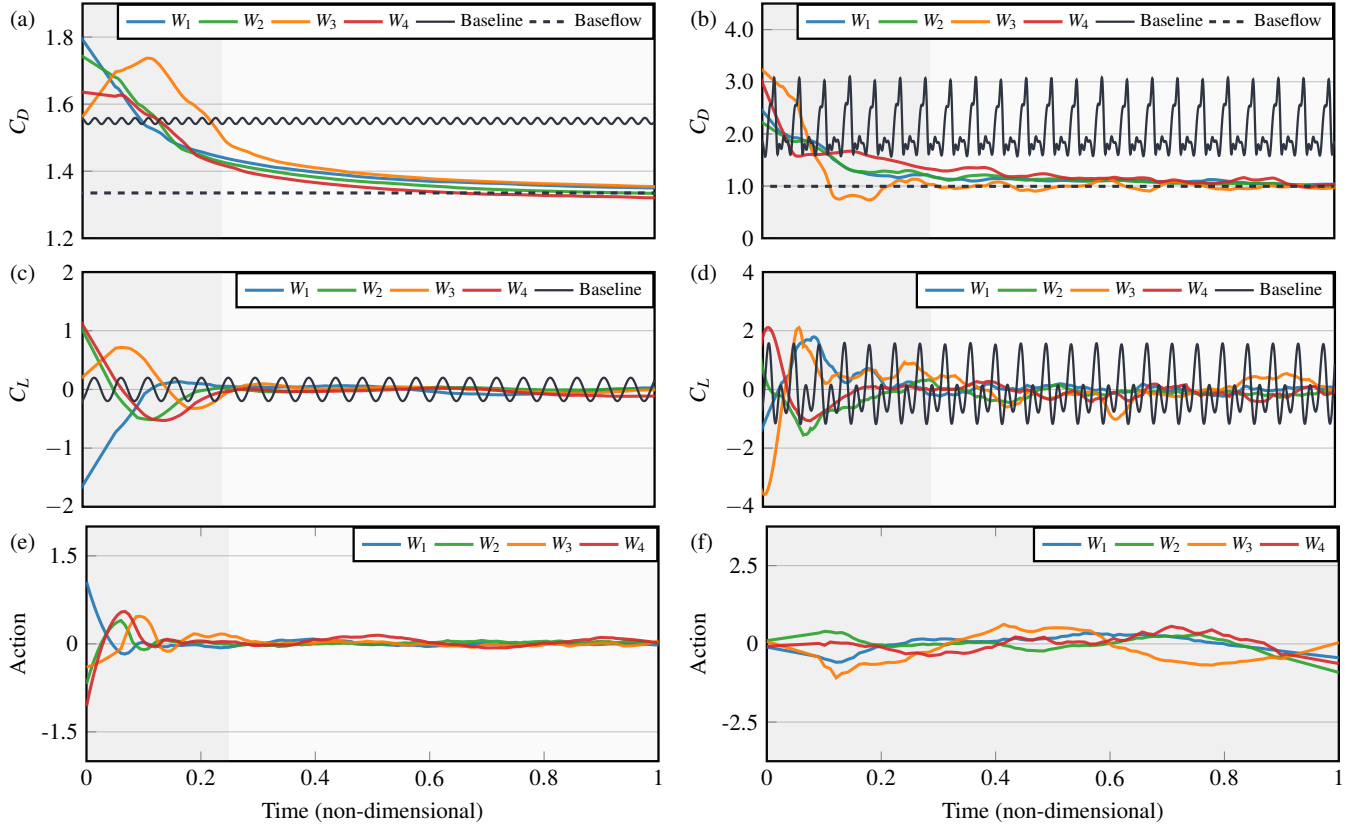 (a)
W1 W2 W3 W4 Baseline Baseflow
1.8
1.6
1.4
1.2
CD
(b)
W1 W2 W3 W4 Baseline Baseflow
4.0
3.0
2.0
1.0
0
CD
(c)
W1 W2 W3 W4 Baseline
2
1
0
−1
−2
CL
(d)
W1 W2 W3 W4 Baseline
4
2
0
−2
−4
CL
(e)
W1 W2 W3 W4
1.5
0
-1.5
Action
0 0.2 0.4 0.6 0.8 1
Time (non-dimensional)
(f)
W1 W2 W3 W4
2.5
0
-2.5
Action
0 0.2 0.4 0.6 0.8 1
Time (non-dimensional)